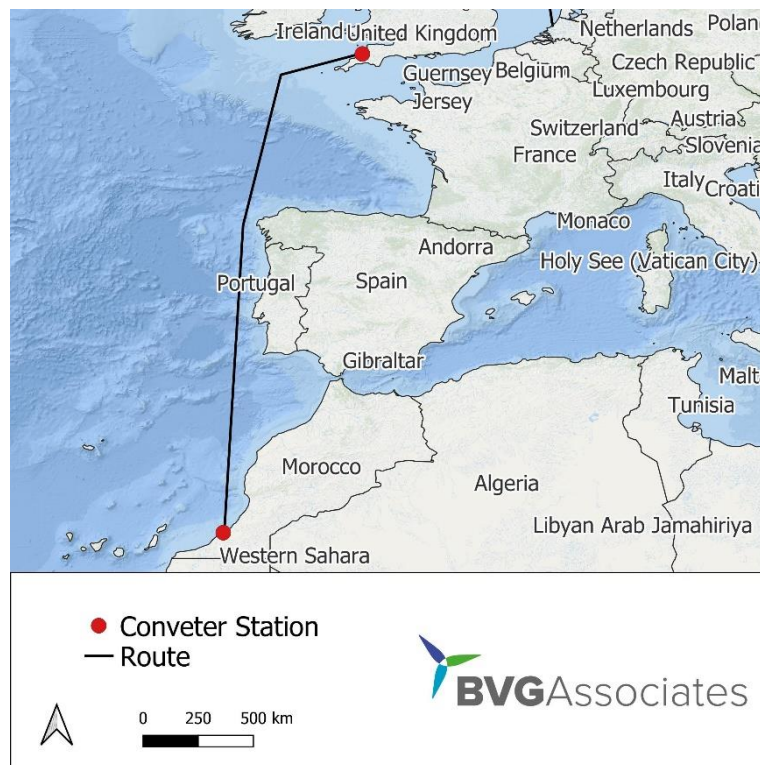 Ireland United Kingdom
Netherlands
Polan
Guernsey Belgium
Czech Republic
Jersey
Luxembourg
Switzerland
Austria
France
Slovenia
Italy Croati
Monaco
Andorra
Holy See (Vatican City)
Portugal
Spain
Gibraltar
Malt
Tunisia
Morocco
Algeria
Libyan Arab Jamahiriya
Western Sahara
Conveter Station
Route
BVGAssociates
0 250 500 km